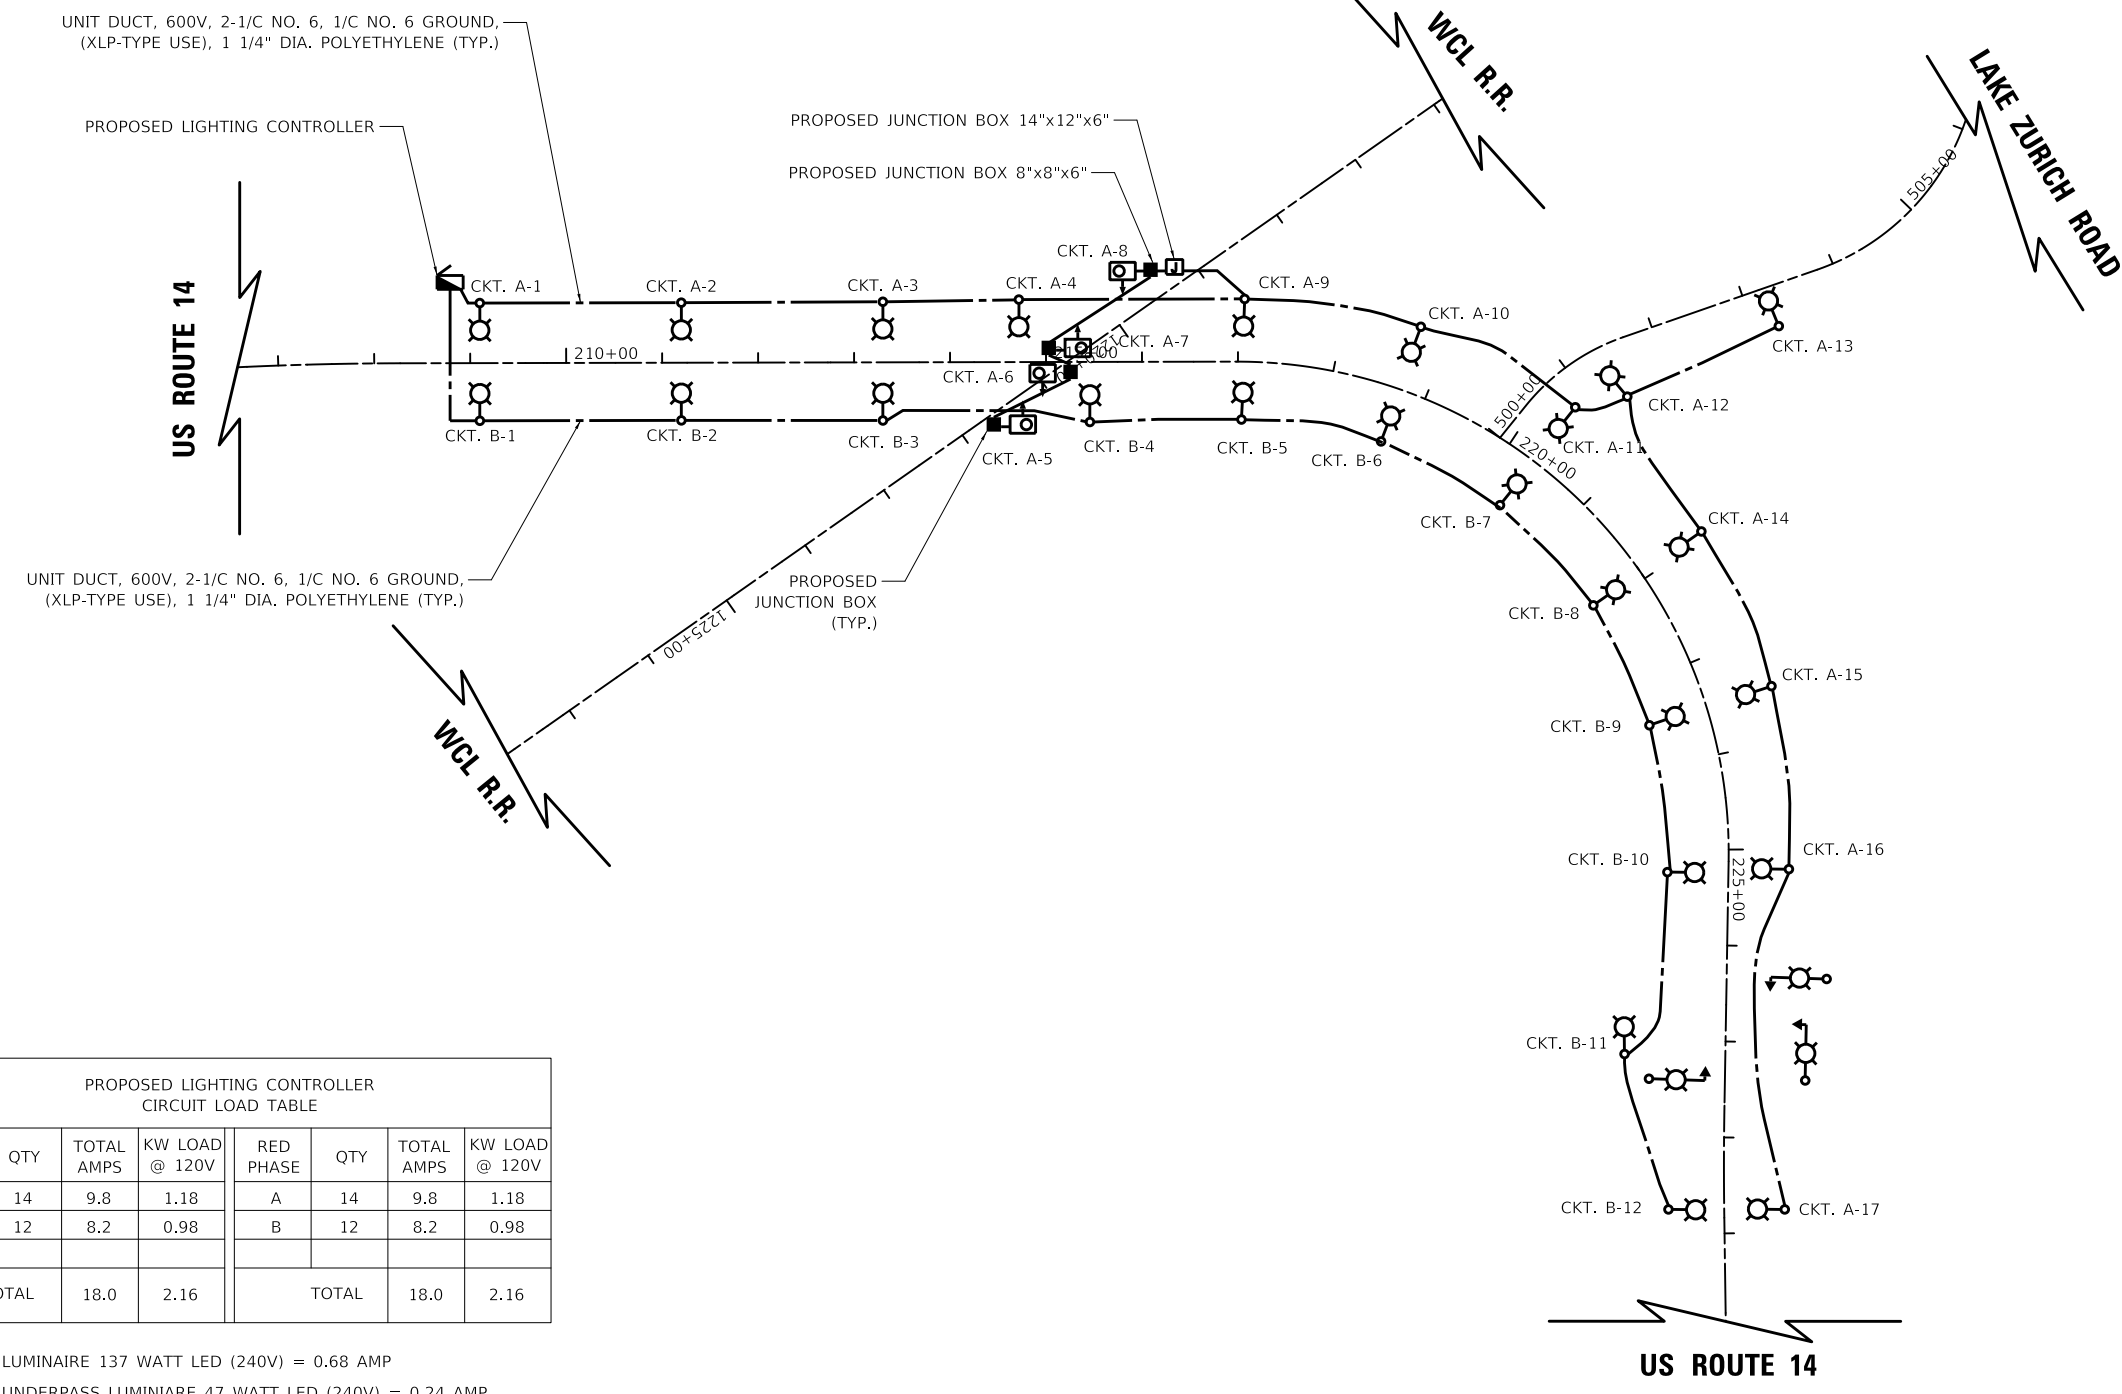 UNIT DUCT, 600V, 2-1/C NO. 6, 1/C NO. 6 GROUND,
(XLP-TYPE USE), 1 1/4" DIA. POLYETHYLENE (TYP.)
PROPOSED LIGHTING CONTROLLER
PROPOSED JUNCTION BOX 14"x12"x6"
PROPOSED JUNCTION BOX 8"x8"x6"
WCL R.R.
LAKE ZURICH ROAD
505+00
US ROUTE 14
CKT. A-1
CKT. A-2
CKT. A-3
CKT. A-4
CKT. A-8
J
CKT. A-9
CKT. A-10
CKT. A-7
CKT. A-6
CKT. A-5
210+00
CKT. A-13
CKT. A-12
CKT. A-11
500+00
220+00
CKT. B-1
CKT. B-2
CKT. B-3
CKT. B-4
CKT. B-5
CKT. B-6
CKT. B-7
CKT. A-14
UNIT DUCT, 600V, 2-1/C NO. 6, 1/C NO. 6 GROUND,
(XLP-TYPE USE), 1 1/4" DIA. POLYETHYLENE (TYP.)
PROPOSED
JUNCTION BOX
(TYP.)
1225+00
WCL R.R.
CKT. B-8
CKT. A-15
CKT. B-9
CKT. B-10
CKT. A-16
225+00
CKT. B-11
CKT. B-12
CKT. A-17
US ROUTE 14
PROPOSED LIGHTING CONTROLLER
CIRCUIT LOAD TABLE
QTY TOTAL AMPS KW LOAD @ 120V RED PHASE QTY TOTAL AMPS KW LOAD @ 120V
14 9.8 1.18 A 14 9.8 1.18
12 8.2 0.98 B 12 8.2 0.98
18.0 2.16 TOTAL 18.0 2.16
LUMINAIRE 137 WATT LED (240V) = 0.68 AMP
UNDERPASS LUMINIARE 47 WATT LED (240V) = 0.24 AMP